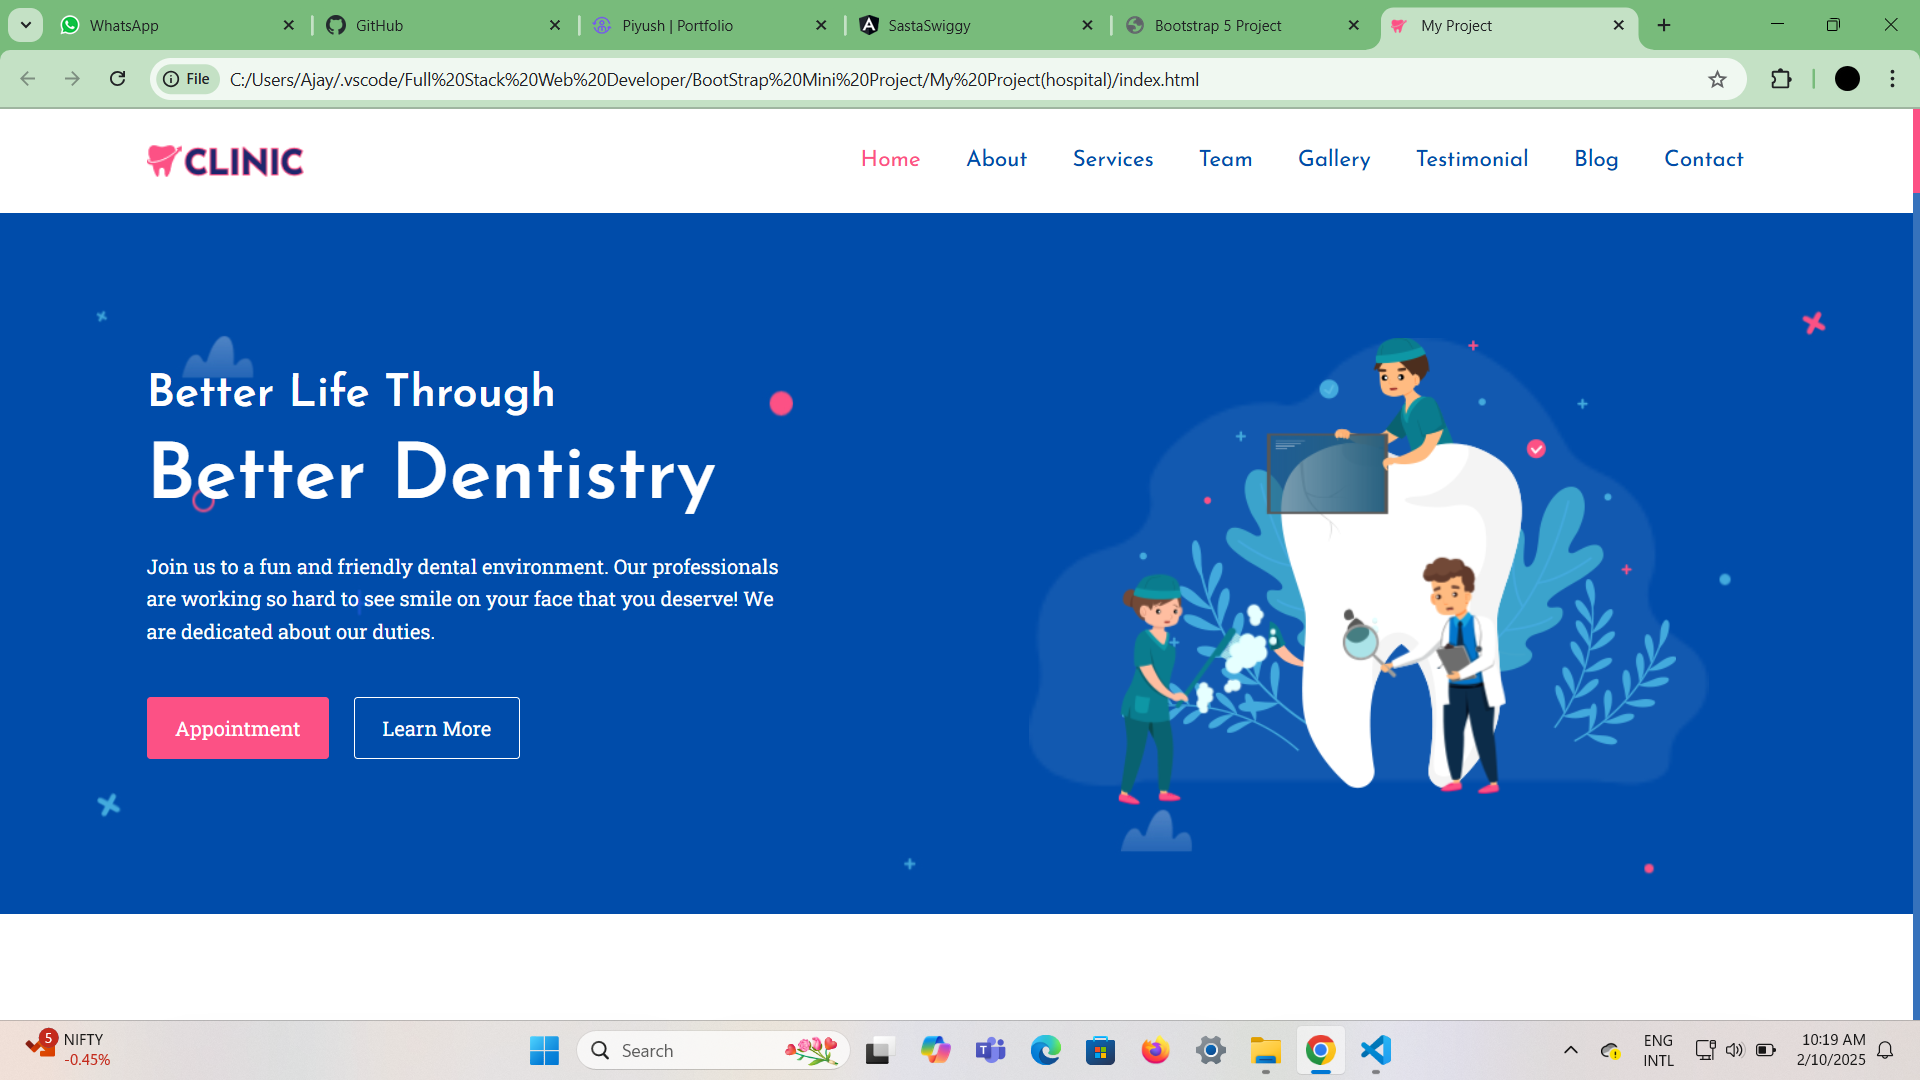 WhatsApp
GitHub
Piyush | Portfolio
SastaSwiggy
Bootstrap 5 Project
My Project
File
C:/Users/Ajay/.vscode/Full%20Stack%20Web%20Developer/BootStrap%20Mini%20Project/My%20Project(hospital)/index.html
CLINIC
Home
About
Services
Team
Gallery
Testimonial
Blog
Contact
Better Life Through
Better Dentistry
Join us to a fun and friendly dental environment. Our professionals
are working so hard to see smile on your face that you deserve! We
are dedicated about our duties.
Appointment
Learn More
5
NIFTY
-0.45%
Search
ENG
INTL
10:19 AM
2/10/2025